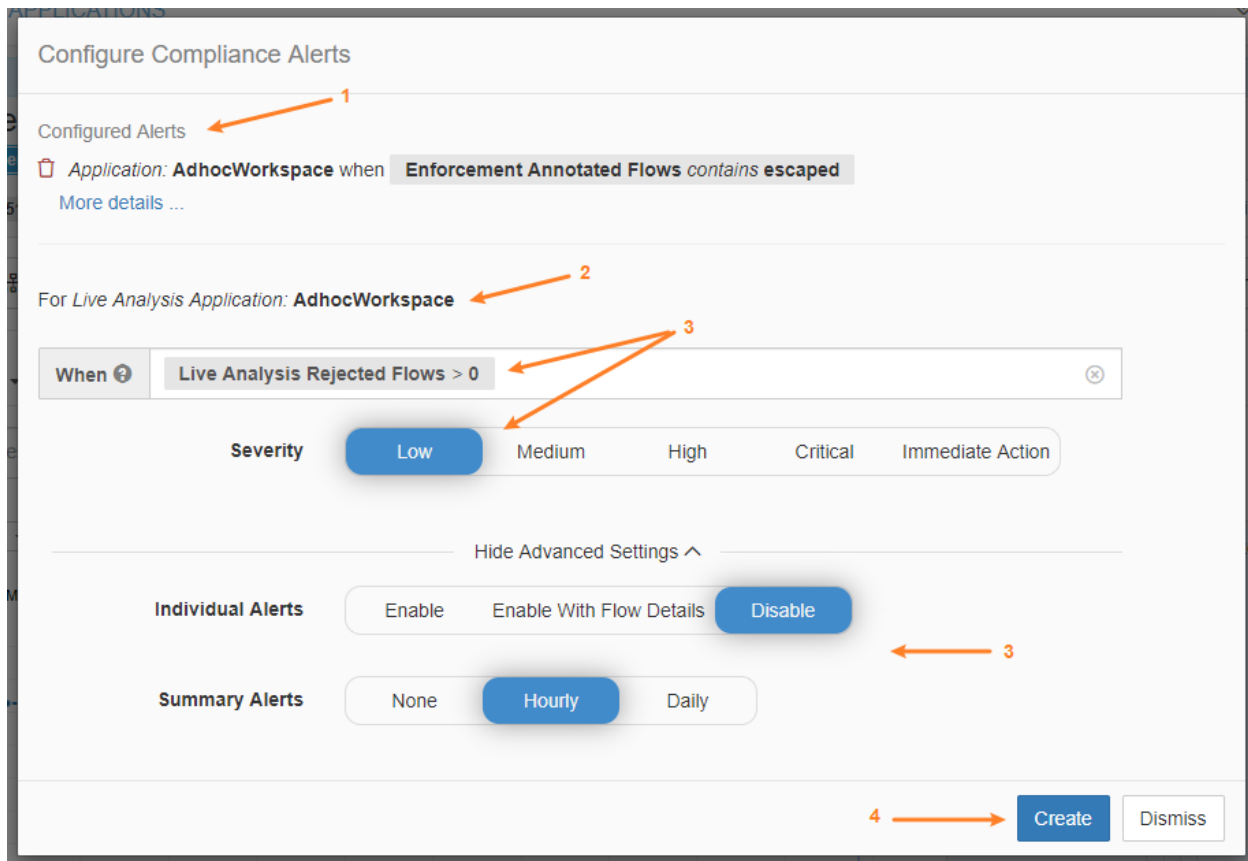 APPLICATIONS
Configure Compliance Alerts
1
Configured Alerts
Application: AdhocWorkspace when Enforcement Annotated Flows contains escaped
More details ...
2
For Live Analysis Application: AdhocWorkspace
3
When ? Live Analysis Rejected Flows > 0
Severity Low Medium High Critical Immediate Action
Hide Advanced Settings
Individual Alerts Enable Enable With Flow Details Disable
3
Summary Alerts None Hourly Daily
4 Create Dismiss